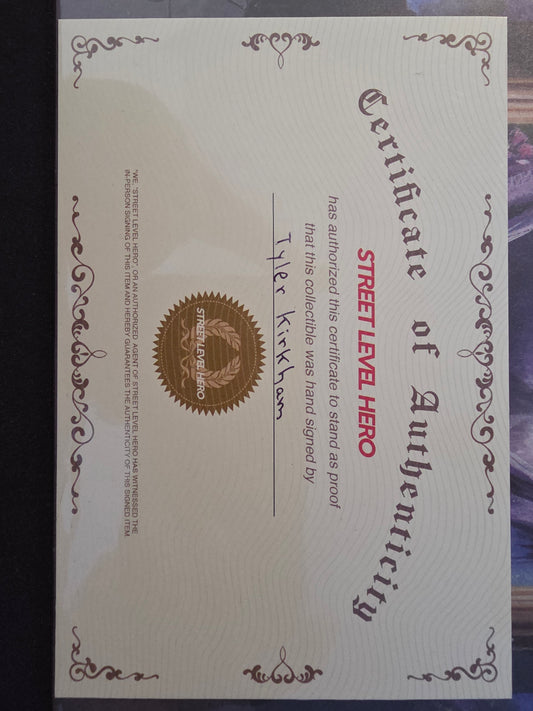 Certificate of Authenticity
STREET LEVEL HERO
has authorized this certificate to stand as proof
that this collectible was hand signed by
Tyler Kirkham
STREET LEVEL HERO
"WE, "STREET LEVEL HERO", OR AN AUTHORIZED AGENT OF STREET LEVEL HERO HAS WITNESSED THE
IN-PERSON SIGNING OF THIS ITEM AND HEREBY GUARANTEES THE AUTHENTICITY OF THIS SIGNED ITEM.